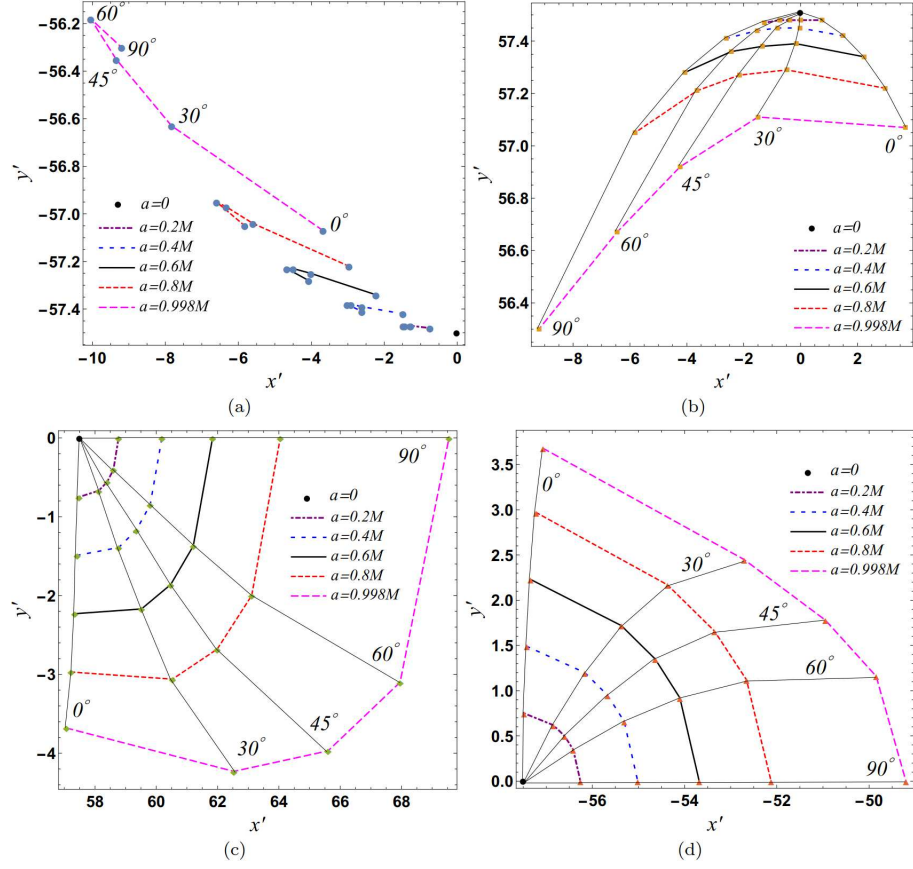 y′
−56.2
−56.4
−56.6
−56.8
−57.0
−57.2
−57.4
60°
90°
45°
30°
0°
a=0
a=0.2M
a=0.4M
a=0.6M
a=0.8M
a=0.998M
−10 −8 −6 −4 −2 0
x′
(a)
y′
57.4
57.2
57.0
56.8
56.6
56.4
30°
0°
45°
60°
90°
a=0
a=0.2M
a=0.4M
a=0.6M
a=0.8M
a=0.998M
−8 −6 −4 −2 0 2
x′
(b)
y′
0
−1
−2
−3
−4
90°
a=0
a=0.2M
a=0.4M
a=0.6M
a=0.8M
a=0.998M
60°
0°
45°
30°
58 60 62 64 66 68
x′
(c)
y′
3.5
3.0
2.5
2.0
1.5
1.0
0.5
0.0
0°
a=0
a=0.2M
a=0.4M
a=0.6M
a=0.8M
a=0.998M
30°
45°
60°
90°
−56 −54 −52 −50
x′
(d)